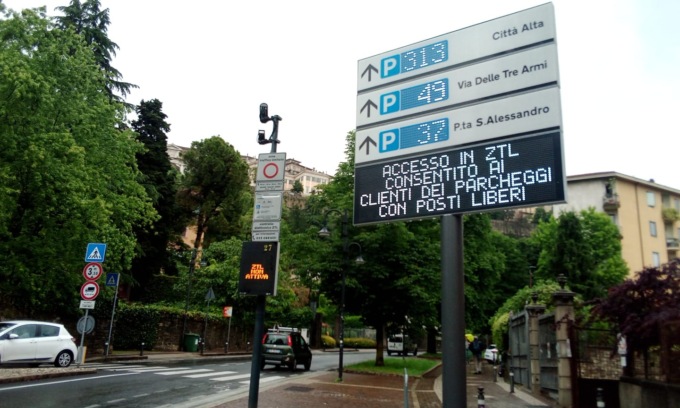 P 313 Città Alta
P 49 Via Delle Tre Armi
P 37 P.ta S.Alessandro
ACCESSO IN ZTL
CONSENTITO AI
CLIENTI DEI PARCHEGGI
CON POSTI LIBERI
ZTL
NON
ATTIVA